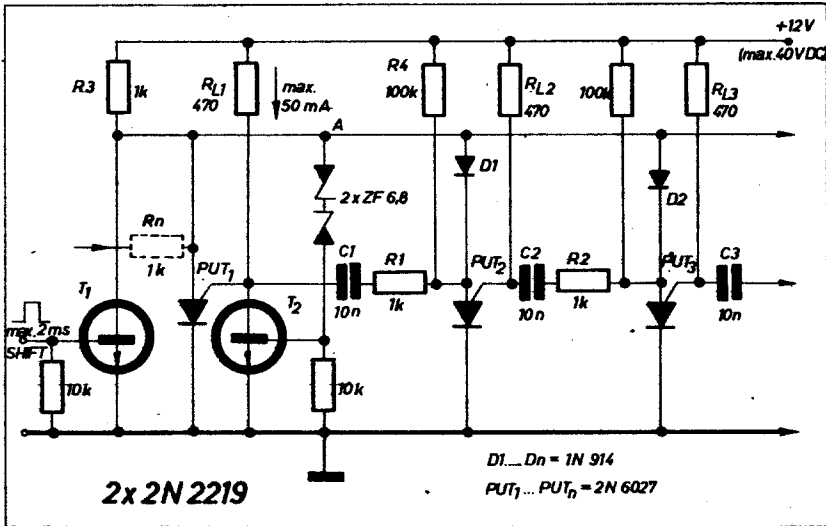 +12V
(max. 40VDC)
R3
1k
RL1
470
max.
50 mA
R4
100k
RL2
470
100k
RL3
470
A
D1
D2
2 x ZF 6,8
Rn
1k
PUT1
C1
10n
R1
1k
PUT2
C2
10n
R2
1k
PUT3
C3
10n
T1
T2
max. 2ms
SHIFT
10k
10k
2x 2N 2219
D1....Dn = 1N 914
PUT1 ... PUTn = 2N 6027